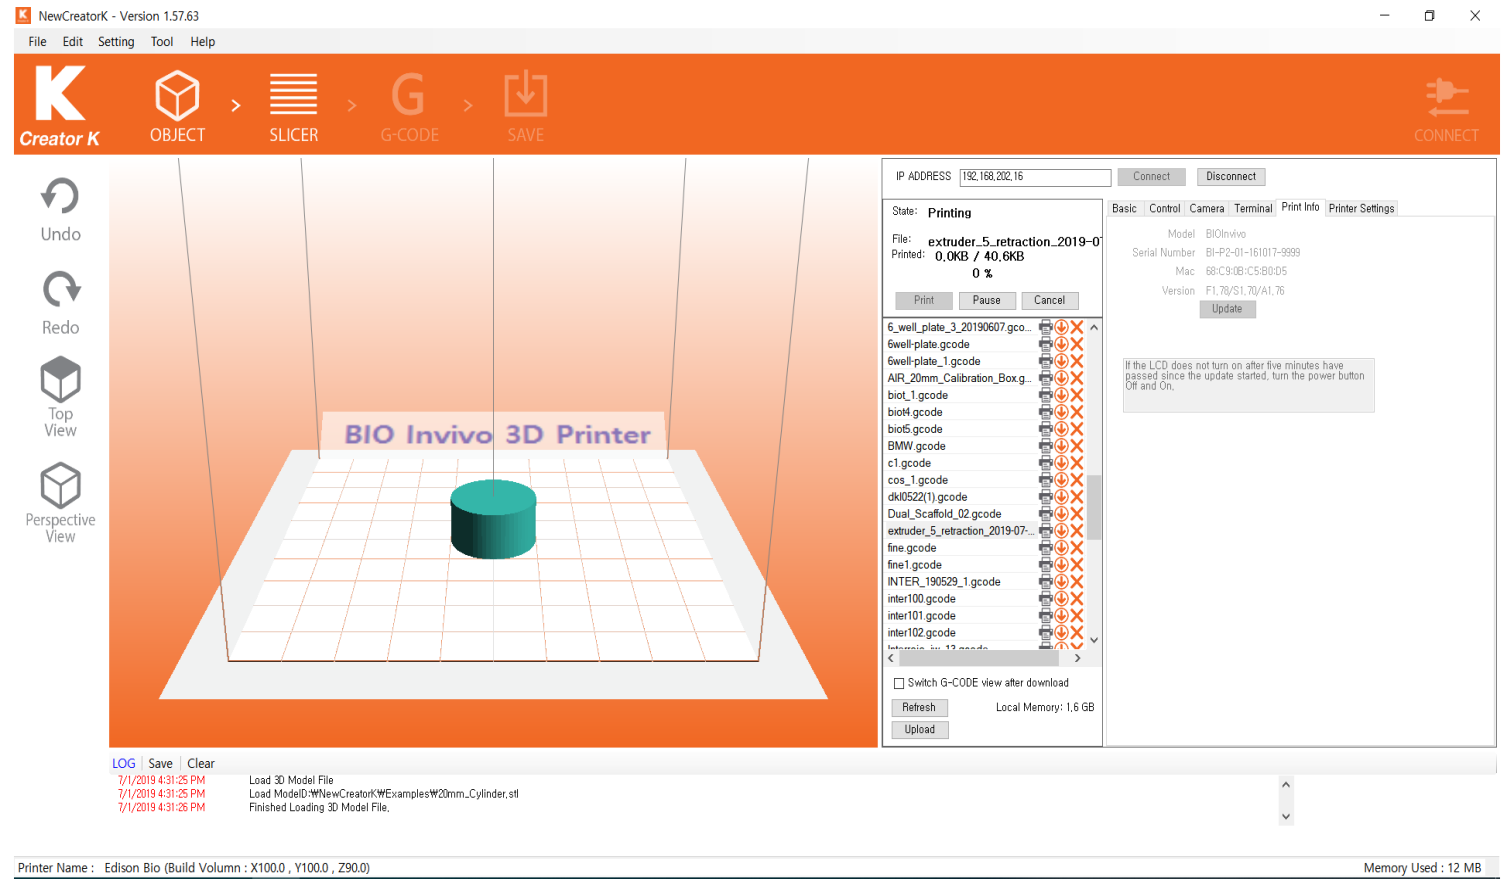 NewCreatorK - Version 1.57.63
File Edit Setting Tool Help
K
Creator K
OBJECT > SLICER > G-CODE > SAVE
G
CONNECT
Undo
Redo
Top
View
Perspective
View
BIO Invivo 3D Printer
IP ADDRESS 192,168,202,16 Connect Disconnect
State: Printing
File: extruder_5_retraction_2019-0
Printed: 0,0KB / 40,6KB
0 %
Print Pause Cancel
6_well_plate_3_20190607.gco...
6well-plate.gcode
6well-plate_1.gcode
AIR_20mm_Calibration_Box.g...
biot_1.gcode
biot4.gcode
biot5.gcode
BMW.gcode
c1.gcode
cos_1.gcode
dkl0522(1).gcode
Dual_Scaffold_02.gcode
extruder_5_retraction_2019-07-...
fine.gcode
fine1.gcode
INTER_190529_1.gcode
inter100.gcode
inter101.gcode
inter102.gcode
Switch G-CODE view after download
Refresh Local Memory: 1,6 GB
Upload
Basic Control Camera Terminal Print Info Printer Settings
Model BIOInvivo
Serial Number BI-P2-01-161017-9999
Mac 68:C9:0B:C5:B0:D5
Version F1,78/S1,70/A1,76
Update
If the LCD does not turn on after five minutes have
passed since the update started, turn the power button
Off and On,
LOG Save Clear
7/1/2019 4:31:25 PM Load 3D Model File
7/1/2019 4:31:25 PM Load ModelD:₩NewCreatorK₩Examples₩20mm_Cylinder,stl
7/1/2019 4:31:26 PM Finished Loading 3D Model File,
Printer Name : Edison Bio (Build Volumn : X100.0 , Y100.0 , Z90.0)
Memory Used : 12 MB